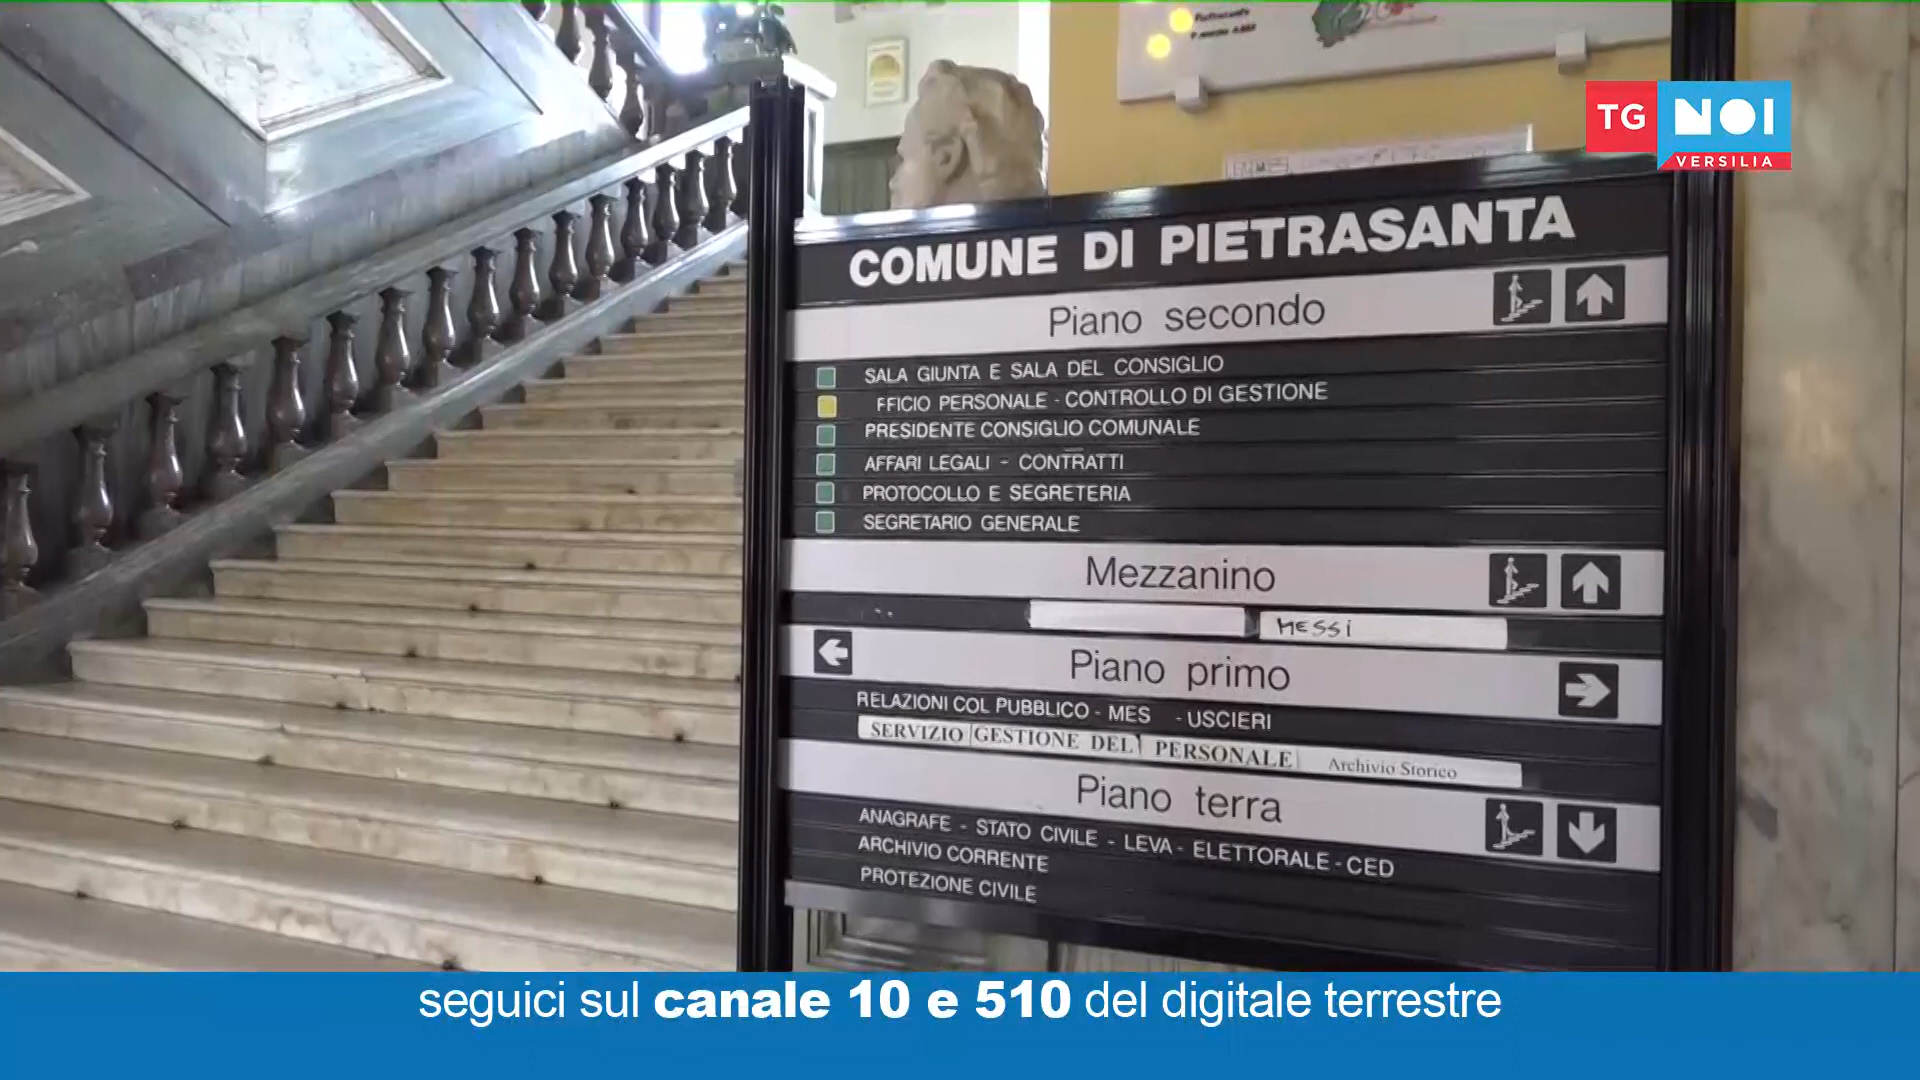 TG NOI
VERSILIA
COMUNE DI PIETRASANTA
Piano secondo
SALA GIUNTA E SALA DEL CONSIGLIO
FFICIO PERSONALE - CONTROLLO DI GESTIONE
PRESIDENTE CONSIGLIO COMUNALE
AFFARI LEGALI - CONTRATTI
PROTOCOLLO E SEGRETERIA
SEGRETARIO GENERALE
Mezzanino
MESSI
Piano primo
RELAZIONI COL PUBBLICO - MES - USCIERI
SERVIZIO GESTIONE DEL PERSONALE Archivio Storico
Piano terra
ANAGRAFE - STATO CIVILE - LEVA - ELETTORALE - CED
ARCHIVIO CORRENTE
PROTEZIONE CIVILE
seguici sul canale 10 e 510 del digitale terrestre